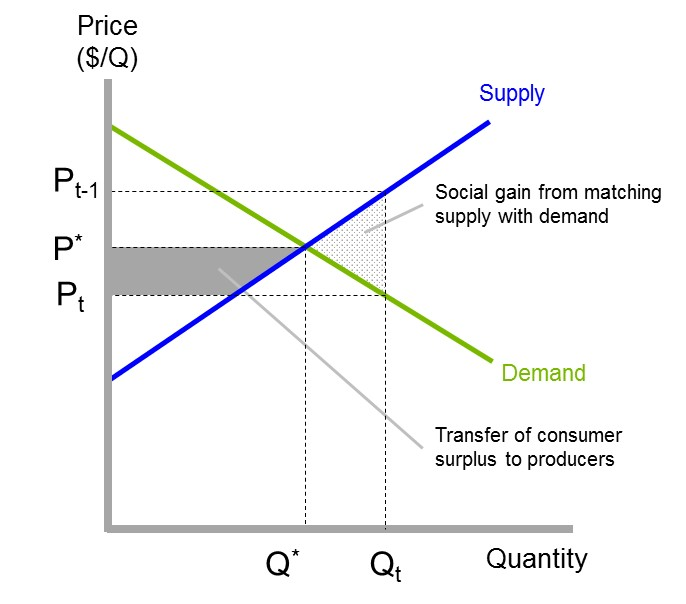 Price
($/Q)
Supply
Pt-1
Social gain from matching
supply with demand
P*
Pt
Demand
Transfer of consumer
surplus to producers
Q*
Qt
Quantity